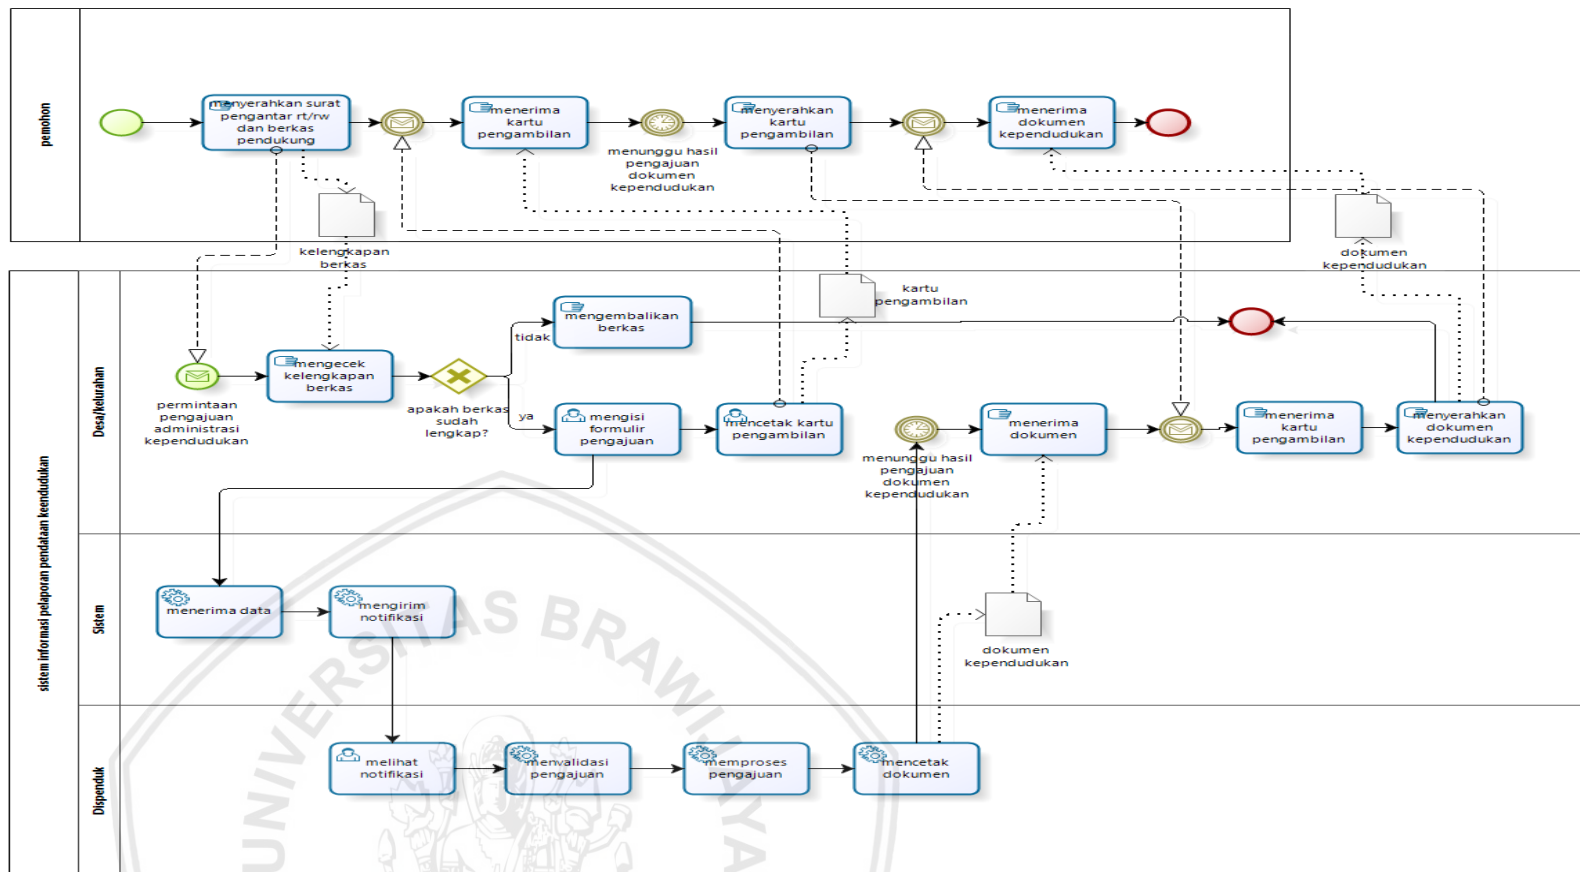 pemohon
menyerahkan surat
pengantar rt/rw
dan berkas
pendukung
menerima
kartu
pengambilan
menunggu hasil
pengajuan
dokumen
kependudukan
menyerahkan
kartu
pengambilan
menerima
dokumen
kependudukan
kelengkapan
berkas
dokumen
kependudukan
kartu
pengambilan
sistem informasi pelaporan pendataan keendudukan
Desa/kelurahan
permintaan
pengajuan
administrasi
kependudukan
mengecek
kelengkapan
berkas
apakah berkas
sudah
lengkap?
tidak
ya
mengembalikan
berkas
mengisi
formulir
pengajuan
mencetak kartu
pengambilan
menunggu hasil
pengajuan
dokumen
kependudukan
menerima
dokumen
menerima
kartu
pengambilan
menyerahkan
dokumen
kependudukan
Sistem
menerima data
mengirim
notifikasi
dokumen
kependudukan
Dispenduk
melihat
notifikasi
menvalidasi
pengajuan
memproses
pengajuan
mencetak
dokumen
UNIVERSITAS BRAWIJAYA